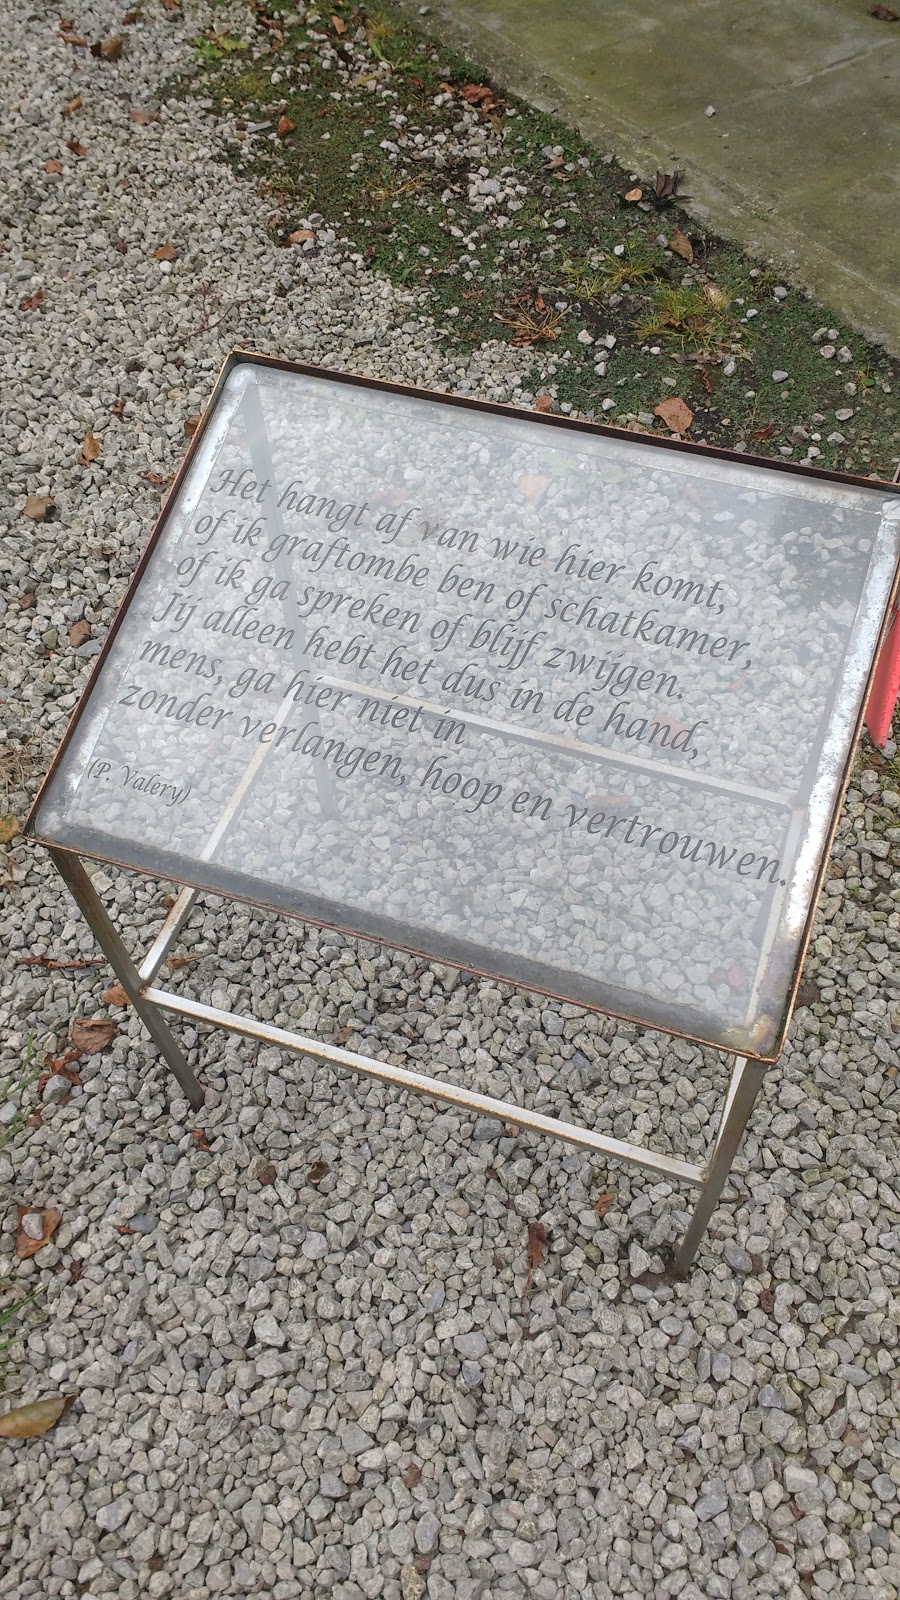 Het hangt af van wie hier komt,
of ik graftombe ben of schatkamer,
of ik ga spreken of blijf zwijgen.
Jij alleen hebt het dus in de hand,
mens, ga hier niet in
zonder verlangen, hoop en vertrouwen.
(P. Valery)